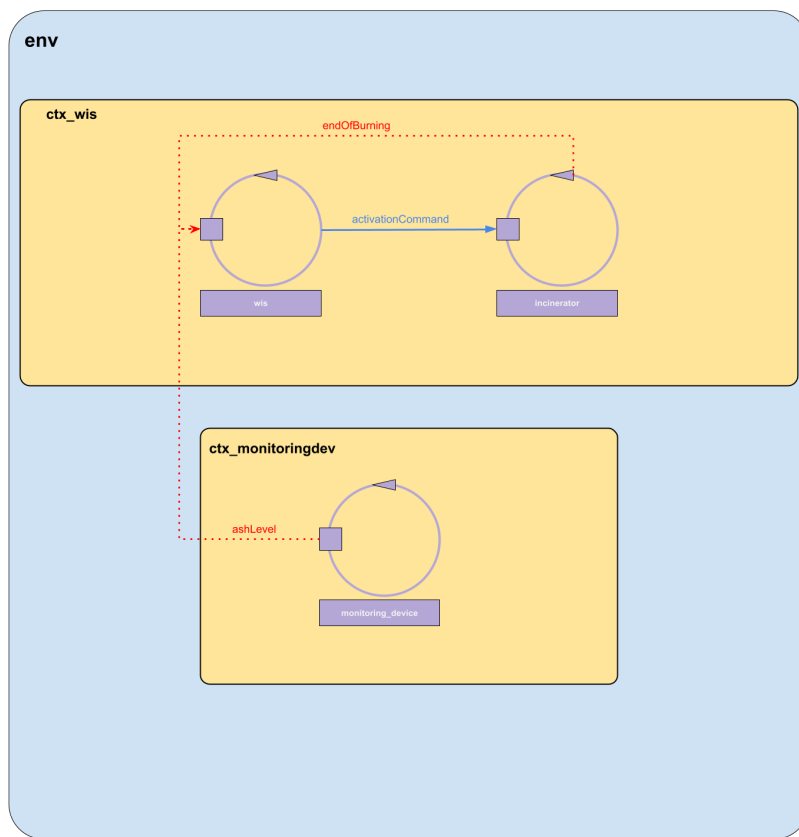 env
ctx_wis
endOfBurning
activationCommand
wis
incinerator
ctx_monitoringdev
ashLevel
monitoring_device